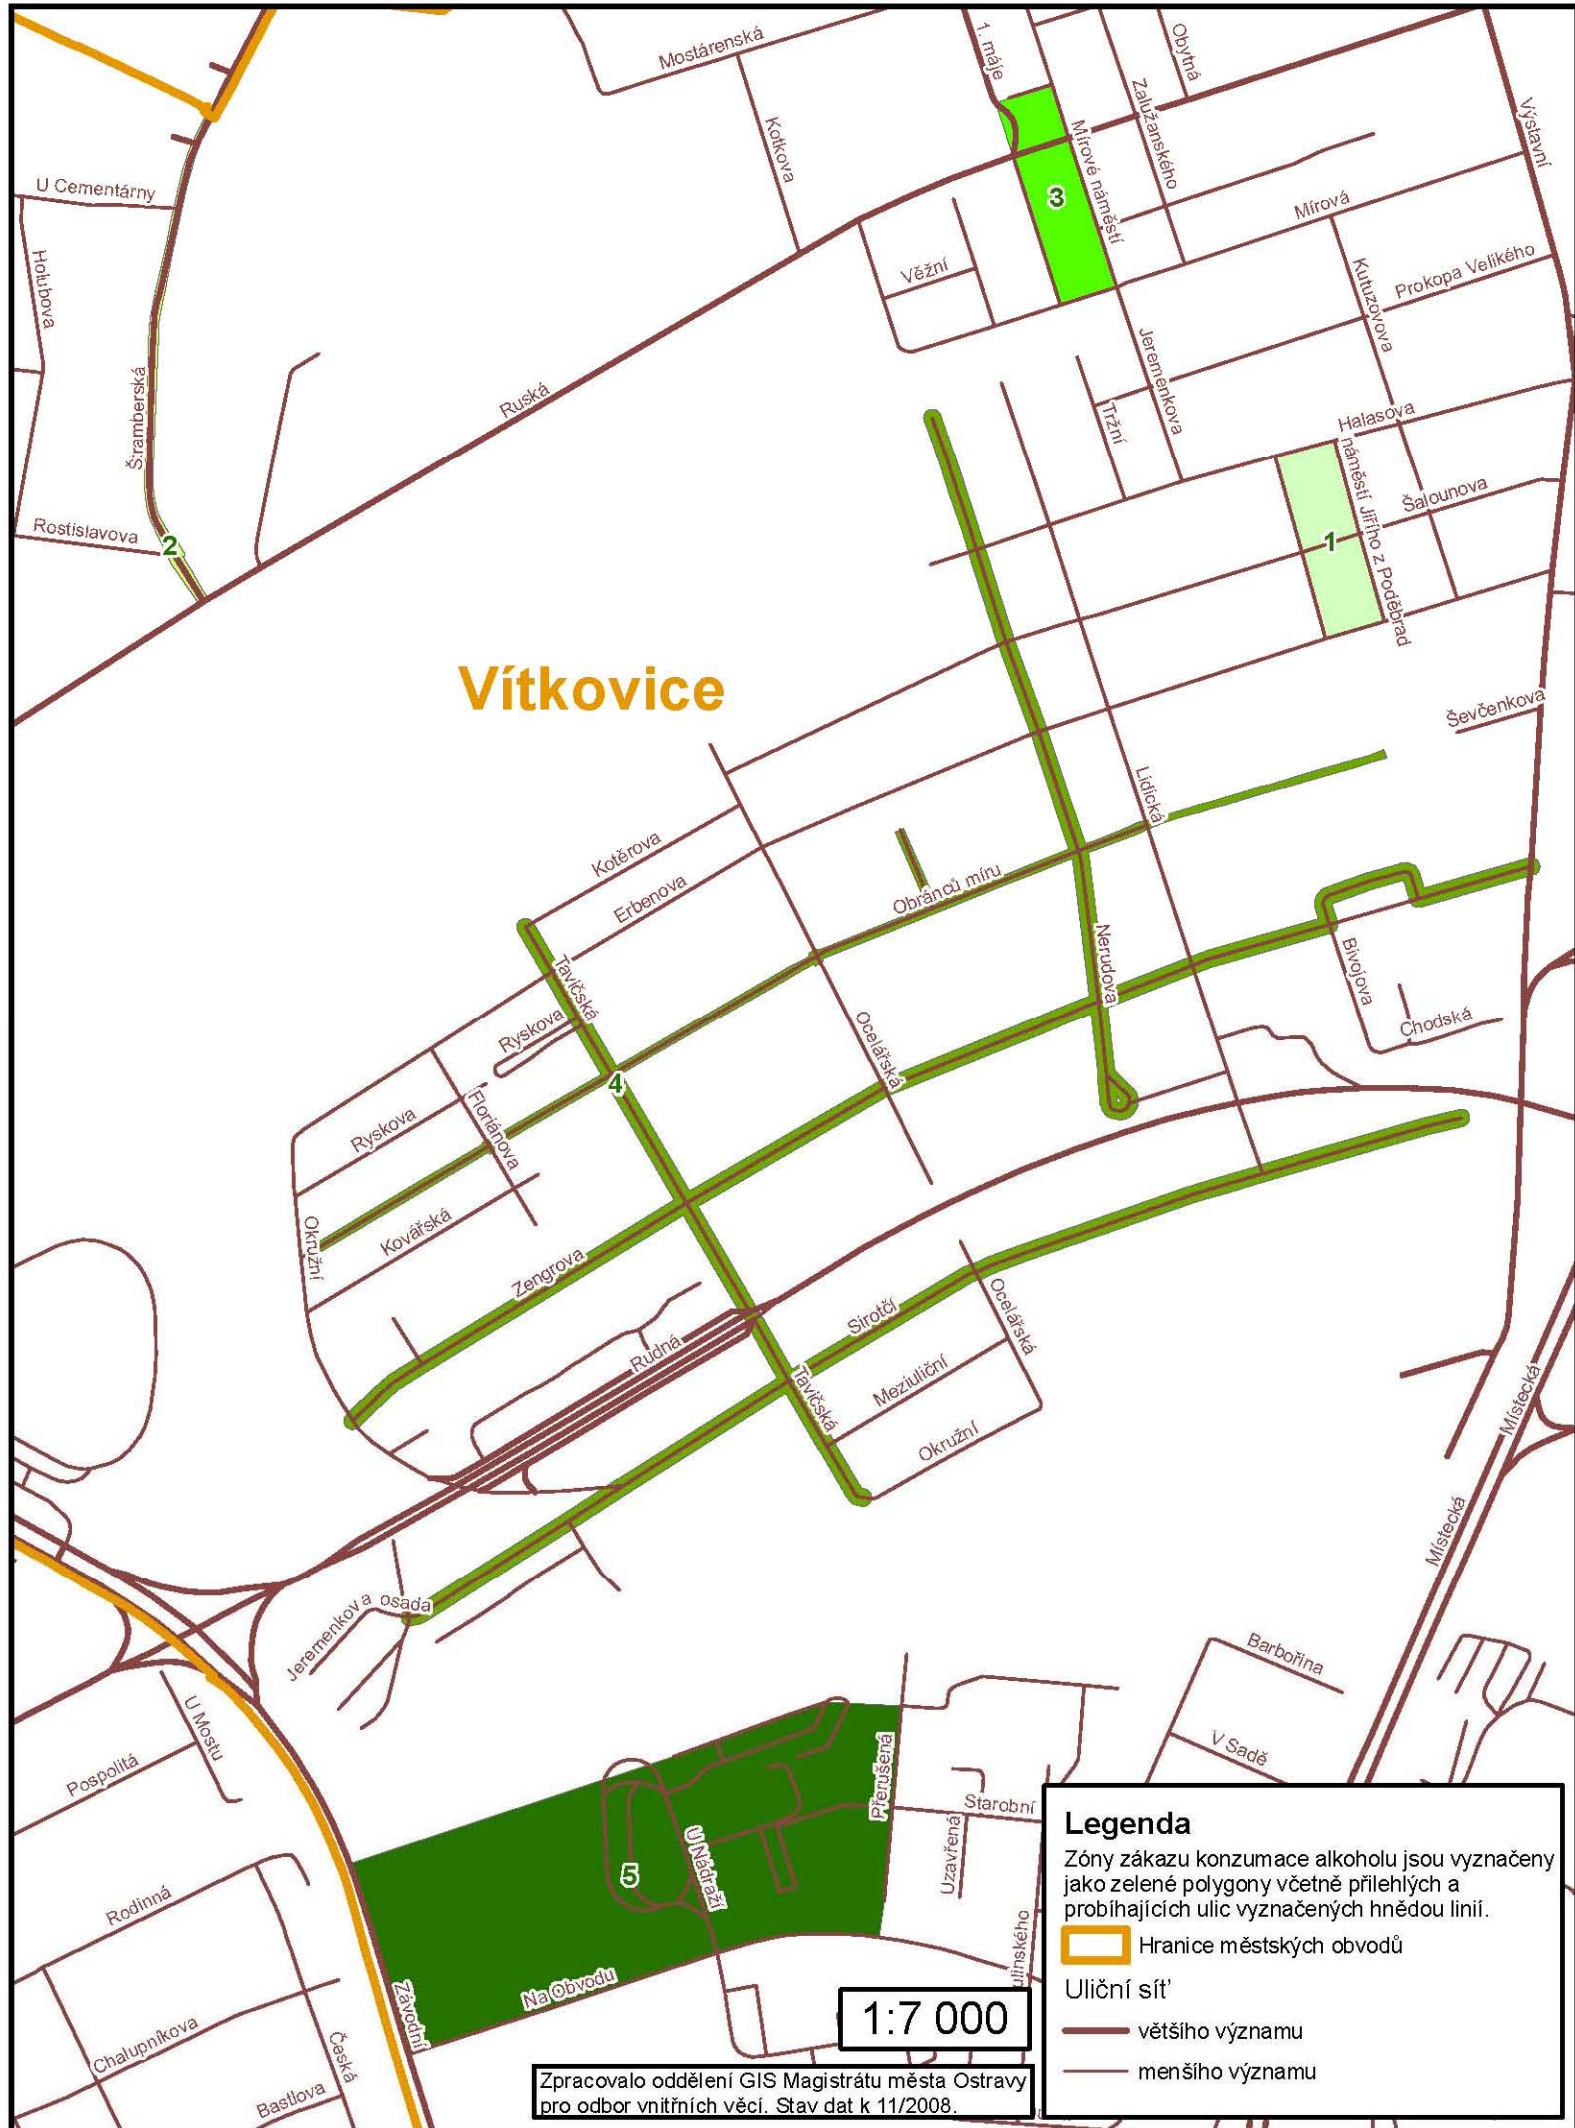 Mostárenská
1. máje
Obytná
Zalužanského
Výstavní
Kotkova
Mírové náměstí
U Cementárny
3
Mírová
Holubova
Věžní
Kutuzovova
Prokopa Velikého
Jeremenkova
Ruská
Šramberská
Tržní
Halasova
náměstí Jiřího z Poděbrad
Šalounova
Rostislavova
2
1
Vítkovice
Ševčenkova
Lidická
Kotěrova
Erbenova
Obránců míru
Nerudova
Bivojova
Tavičská
Ryskova
Ocelářská
Chodská
4
Ryskova
Floriánova
Okružní
Kovářská
Zengrova
Ocelářská
Sirotčí
Rudná
Meziuliční
Tavičská
Okružní
Místecká
Místecká
Jeremenkova osada
U Mostu
Barbořina
V Sadě
Pospolitá
Přerušená
Starobní
Uzavřená
U Nádraží
5
Rodinná
ulinského
Na Obvodu
Závodní
Chalupníkova
Česká
Bastlova
1:7 000
Legenda
Zóny zákazu konzumace alkoholu jsou vyznačeny
jako zelené polygony včetně přilehlých a
probíhajících ulic vyznačených hnědou linií.
Hranice městských obvodů
Uliční síť
většího významu
menšího významu
Zpracovalo oddělení GIS Magistrátu města Ostravy
pro odbor vnitřních věcí. Stav dat k 11/2008.